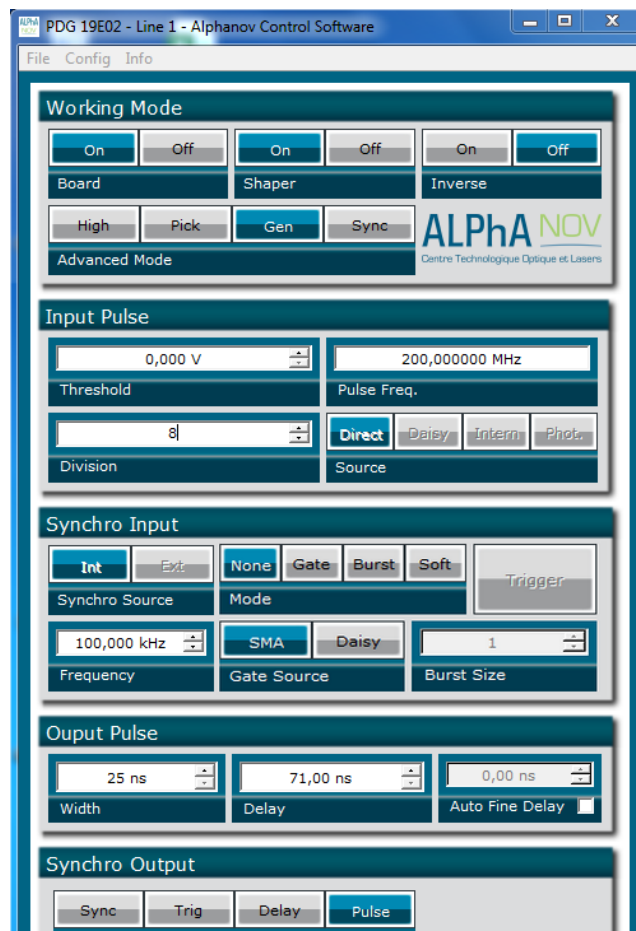 PDG 19E02 - Line 1 - Alphanov Control Software
File Config Info
Working Mode
On Off On Off On Off
Board Shaper Inverse
High Pick Gen Sync ALPhA NOV
Centre Technologique Optique et Lasers
Advanced Mode
Input Pulse
0,000 V 200,000000 MHz
Threshold Pulse Freq.
8 Direct Daisy Intern Phot.
Division Source
Synchro Input
Int Ext None Gate Burst Soft Trigger
Synchro Source Mode
100,000 kHz SMA Daisy 1
Frequency Gate Source Burst Size
Ouput Pulse
25 ns 71,00 ns 0,00 ns
Width Delay Auto Fine Delay
Synchro Output
Sync Trig Delay Pulse